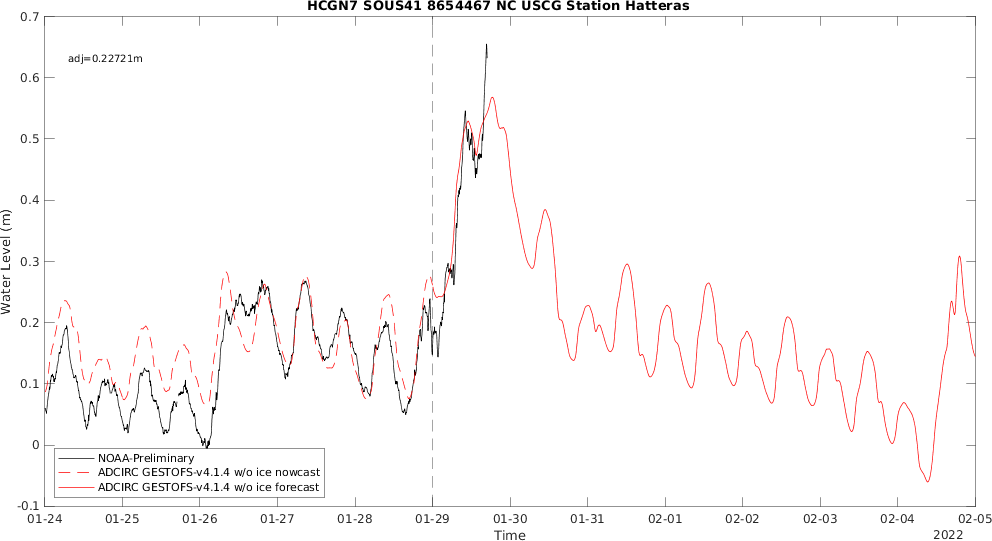 HCGN7 SOUS41 8654467 NC USCG Station Hatteras
adj=0.22721m
Water Level (m)
0.7
0.6
0.5
0.4
0.3
0.2
0.1
0
-0.1
NOAA-Preliminary
ADCIRC GESTOFS-v4.1.4 w/o ice nowcast
ADCIRC GESTOFS-v4.1.4 w/o ice forecast
01-24 01-25 01-26 01-27 01-28 01-29 01-30 01-31 02-01 02-02 02-03 02-04 02-05
Time
2022